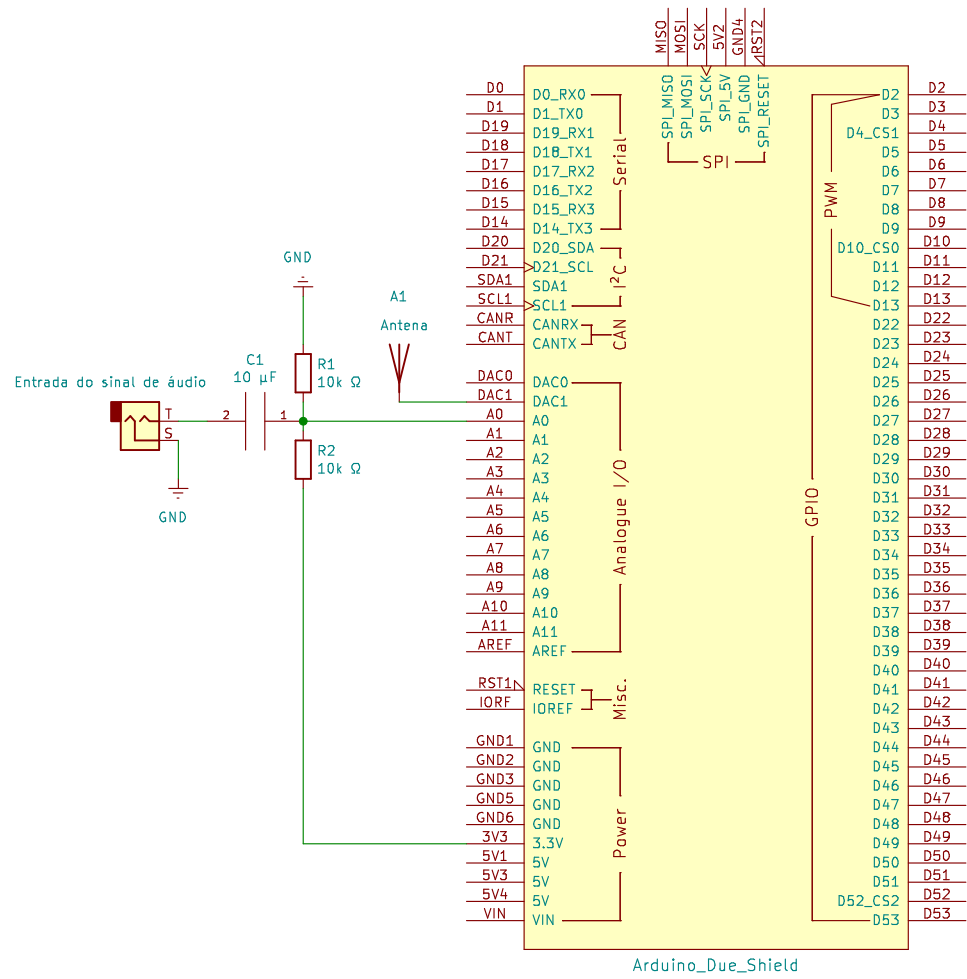 MISO
MOSI
SCK
5V2
GND4
RST2
SPI_MISO
SPI_MOSI
SPI_SCK
SPI_5V
SPI_GND
SPI_RESET
SPI
D0 D0_RX0
D1 D1_TX0
D19 D19_RX1
D18 D18_TX1
D17 D17_RX2
D16 D16_TX2
D15 D15_RX3
D14 D14_TX3
Serial
D20 D20_SDA
D21 D21_SCL
SDA1 SDA1
SCL1 SCL1
I²C
CANR CANRX
CANT CANTX
CAN
DAC0 DAC0
DAC1 DAC1
A0 A0
A1 A1
A2 A2
A3 A3
A4 A4
A5 A5
A6 A6
A7 A7
A8 A8
A9 A9
A10 A10
A11 A11
AREF AREF
Analogue I/O
RST1 RESET
IORF IOREF
Misc.
GND1 GND
GND2 GND
GND3 GND
GND5 GND
GND6 GND
3V3 3.3V
5V1 5V
5V3 5V
5V4 5V
VIN VIN
Power
D2 D2
D3 D3
D4_CS1 D4
D5 D5
D6 D6
D7 D7
D8 D8
D9 D9
D10_CS0 D10
D11 D11
D12 D12
D13 D13
PWM
D22 D22
D23 D23
D24 D24
D25 D25
D26 D26
D27 D27
D28 D28
D29 D29
D30 D30
D31 D31
D32 D32
D33 D33
D34 D34
D35 D35
D36 D36
D37 D37
D38 D38
D39 D39
D40 D40
D41 D41
D42 D42
D43 D43
D44 D44
D45 D45
D46 D46
D47 D47
D48 D48
D49 D49
D50 D50
D51 D51
D52_CS2 D52
D53 D53
GPIO
GND
A1
Antena
R1
10k Ω
C1
10 µF
Entrada do sinal de áudio
T
S
2
1
R2
10k Ω
GND
Arduino_Due_Shield